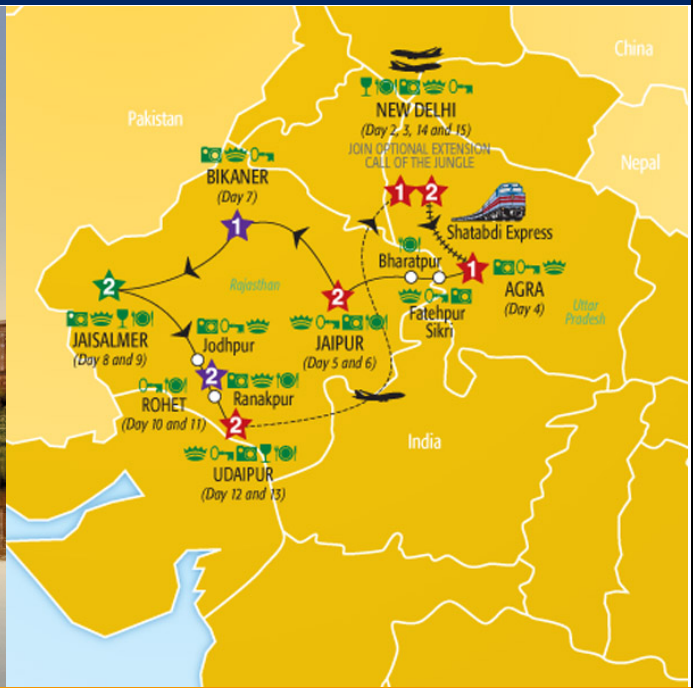 China
Pakistan
NEW DELHI
(Day 2, 3, 14 and 15)
JOIN OPTIONAL EXTENSION
CALL OF THE JUNGLE
Nepal
BIKANER
(Day 7)
1
2
1
Shatabdi Express
Bharatpur
1
2
Rajasthan
2
AGRA
(Day 4)
Fatehpur
Sikri
Uttar
Pradesh
JAISALMER
(Day 8 and 9)
JAIPUR
(Day 5 and 6)
Jodhpur
2
Ranakpur
ROHET
(Day 10 and 11)
2
India
UDAIPUR
(Day 12 and 13)